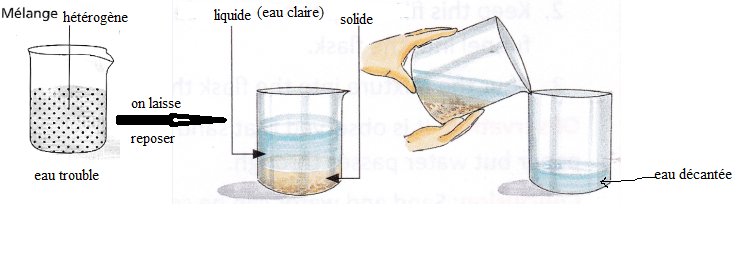 Mélange hétérogène
liquide (eau claire)
solide
on laisse
reposer
eau trouble
eau décantée